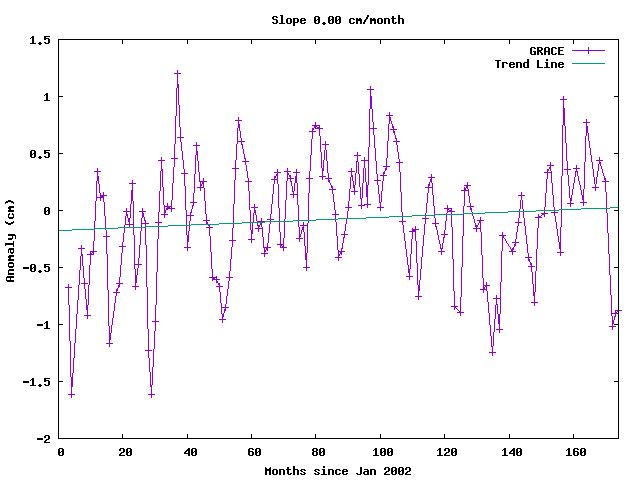 Slope 0.00 cm/month
1.5
1
0.5
0
-0.5
-1
-1.5
-2
Anomaly (cm)
GRACE
Trend Line
0 20 40 60 80 100 120 140 160
Months since Jan 2002